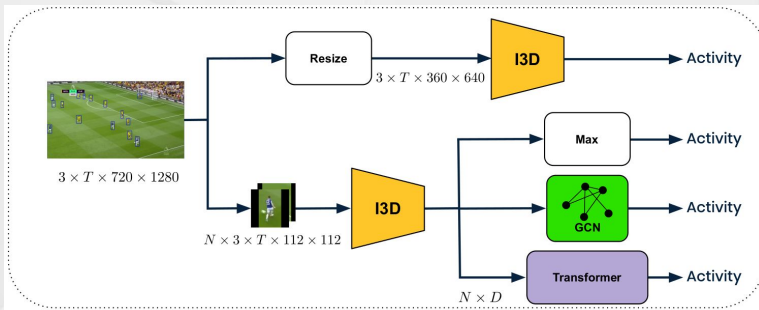 Resize
3 × T × 360 × 640
I3D
Activity
3 × T × 720 × 1280
Max
Activity
N × 3 × T × 112 × 112
I3D
GCN
Activity
N × D
Transformer
Activity